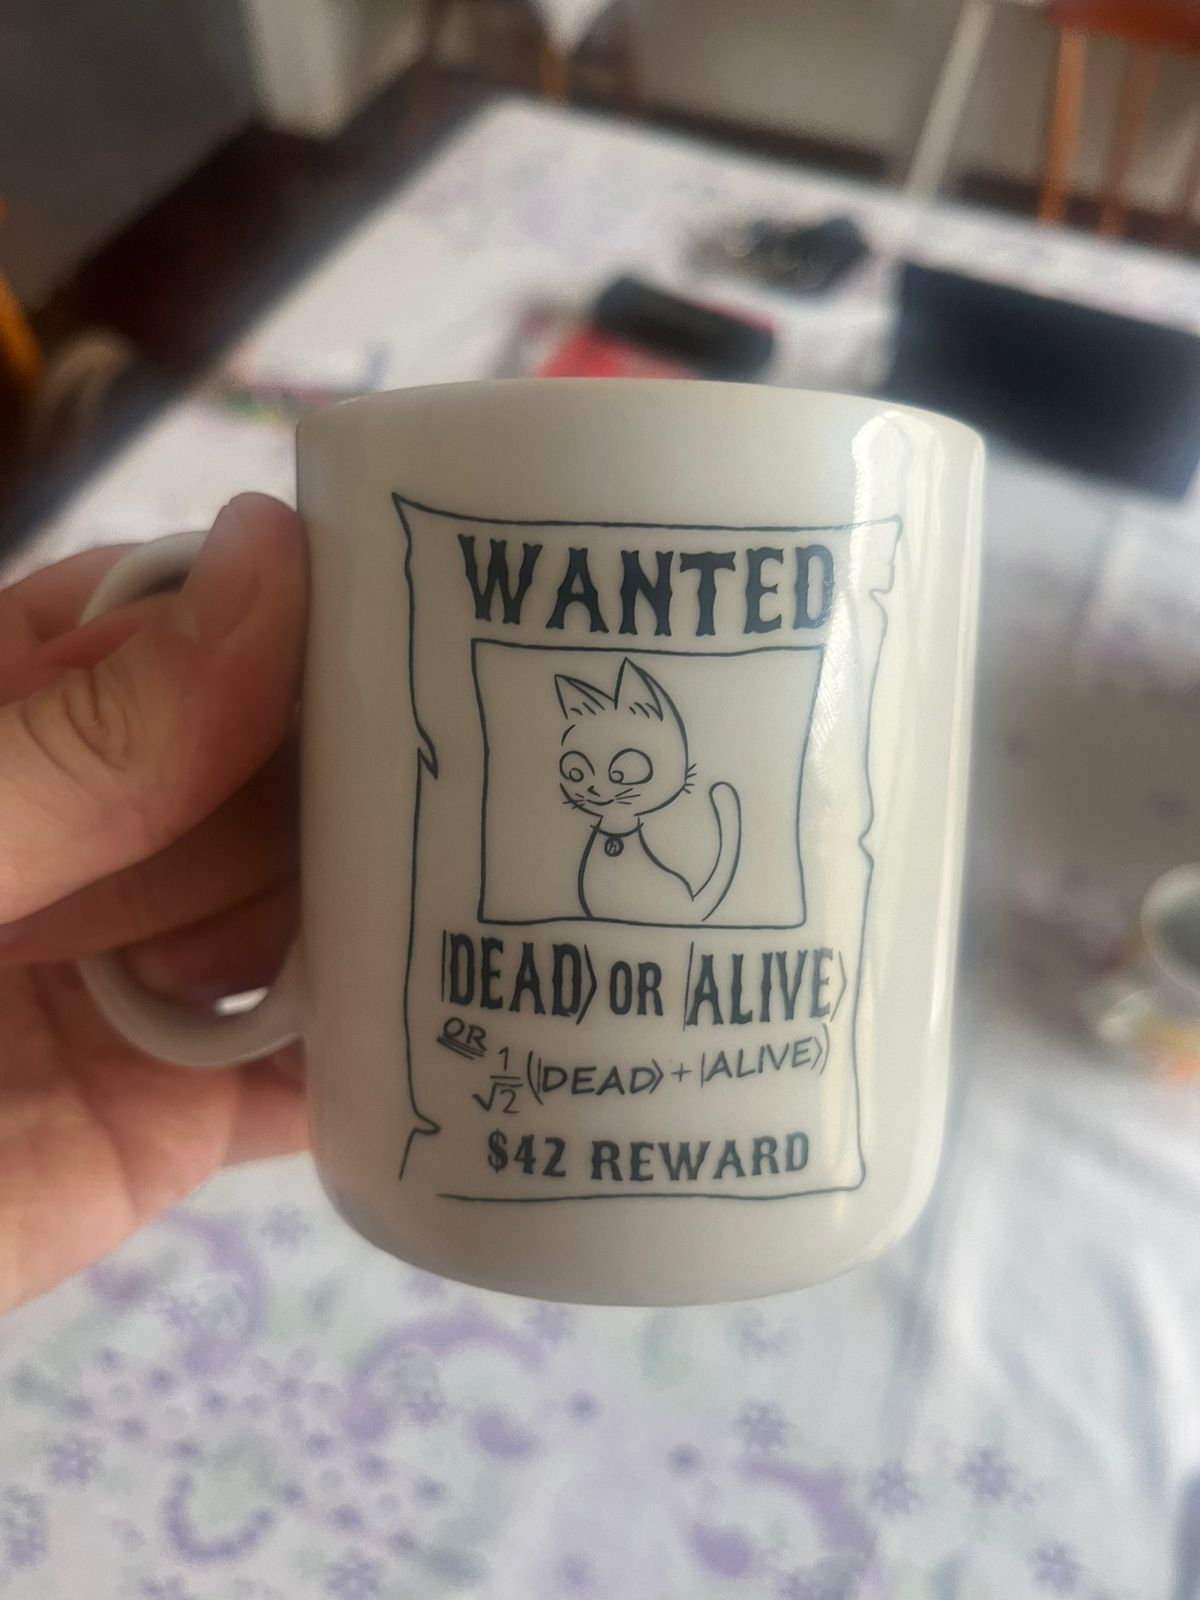 WANTED
|DEAD⟩ OR |ALIVE⟩
OR
1/√2 (|DEAD⟩ + |ALIVE⟩)
$42 REWARD